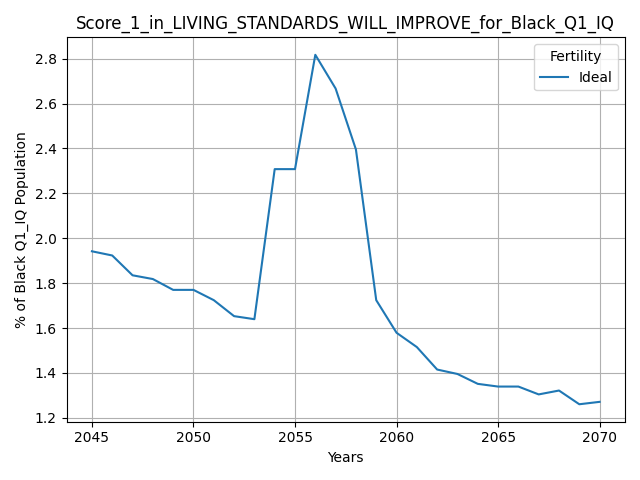 Score_1_in_LIVING_STANDARDS_WILL_IMPROVE_for_Black_Q1_IQ
Fertility
Ideal
% of Black Q1_IQ Population
2.8
2.6
2.4
2.2
2.0
1.8
1.6
1.4
1.2
2045 2050 2055 2060 2065 2070
Years